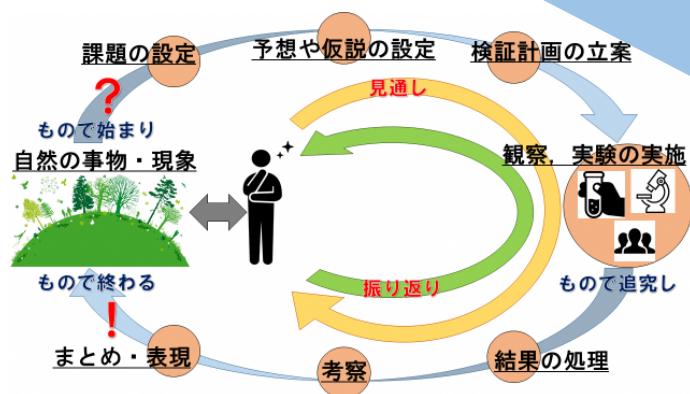 課題の設定
予想や仮説の設定
検証計画の立案
？
見通し
もので始まり
自然の事物・現象
観察，実験の実施
もので終わる
振り返り
もので追究し
！
まとめ・表現
考察
結果の処理